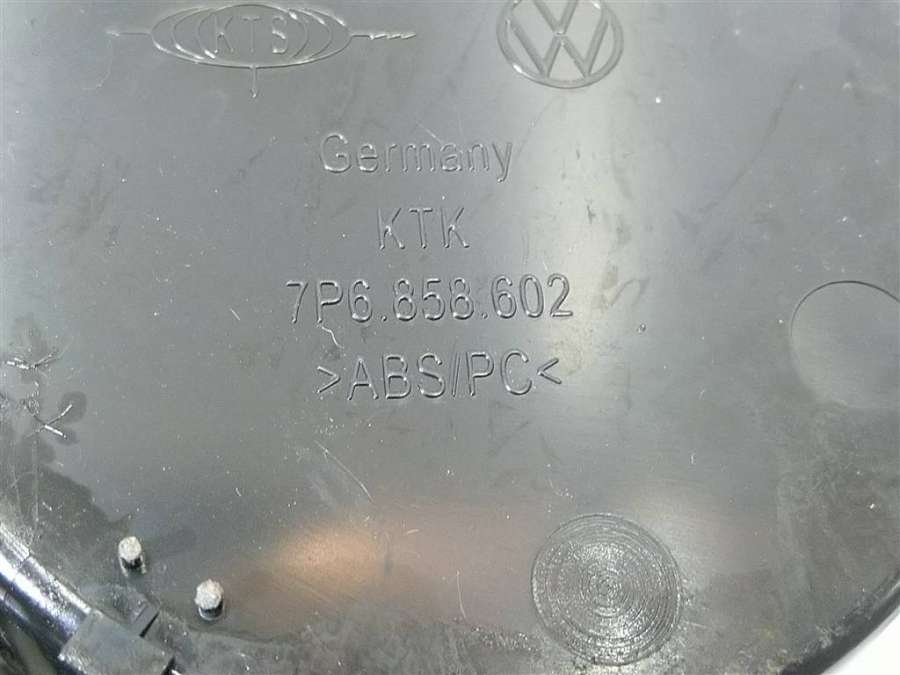 KTS
Germany
KTK
7P6.858.602
>ABS/PC<